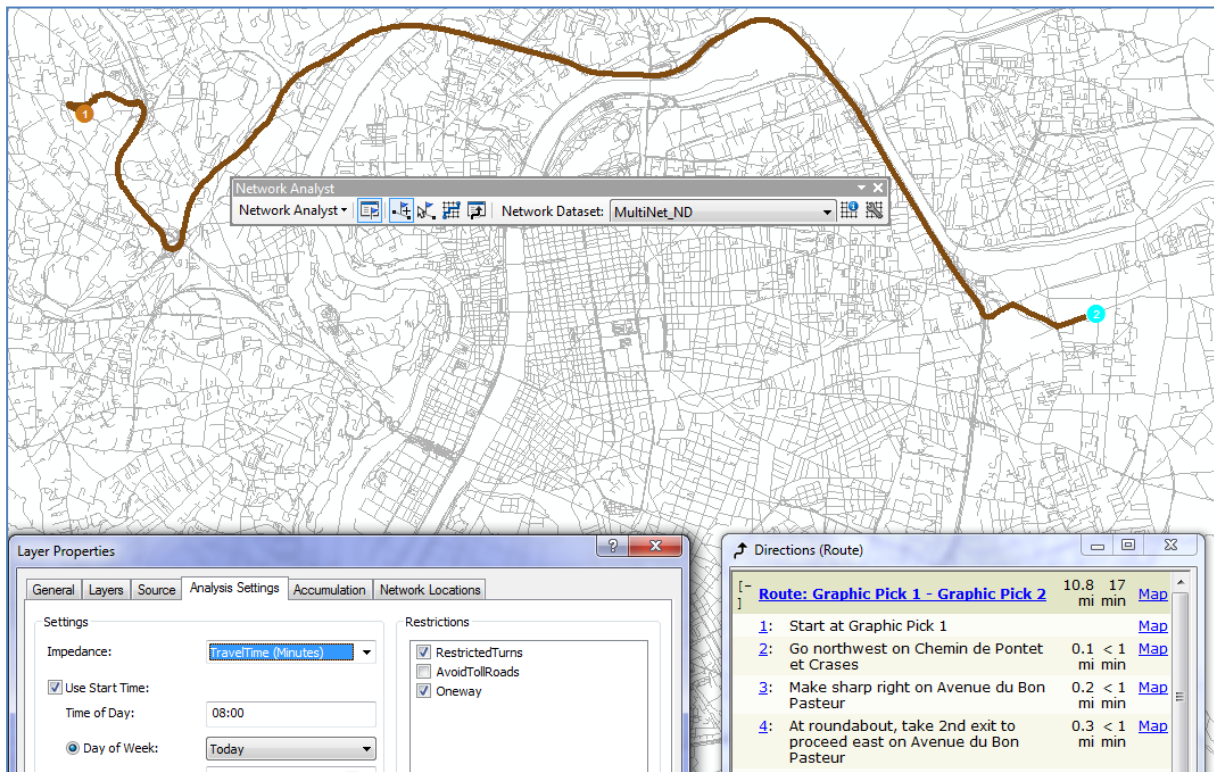 Network Analyst
Network Analyst
Network Dataset: MultiNet_ND
1
2
Layer Properties
General Layers Source Analysis Settings Accumulation Network Locations
Settings
Impedance: TravelTime (Minutes)
Use Start Time:
Time of Day: 08:00
Day of Week: Today
Restrictions
RestrictedTurns
AvoidTollRoads
Oneway
Directions (Route)
[-
]
Route: Graphic Pick 1 - Graphic Pick 2 10.8 17 Map
mi min
1: Start at Graphic Pick 1 Map
2: Go northwest on Chemin de Pontet 0.1 < 1 Map
et Crases mi min
3: Make sharp right on Avenue du Bon 0.2 < 1 Map
Pasteur mi min
4: At roundabout, take 2nd exit to 0.3 < 1 Map
proceed east on Avenue du Bon mi min
Pasteur